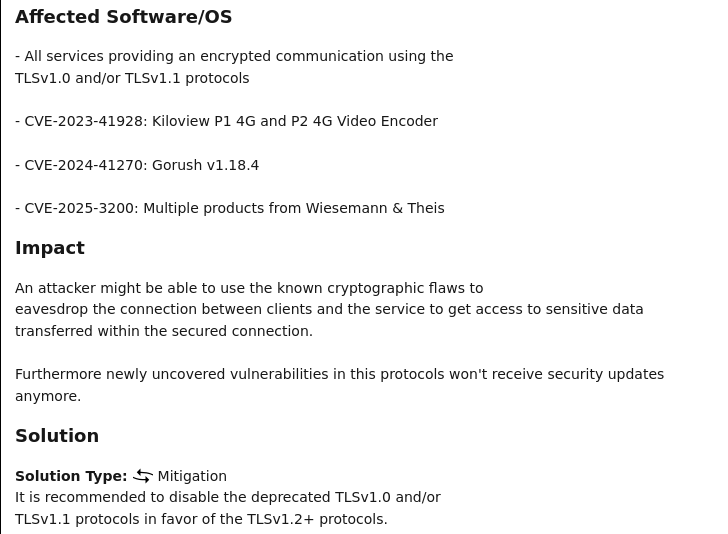 Affected Software/OS
- All services providing an encrypted communication using the
TLSv1.0 and/or TLSv1.1 protocols
- CVE-2023-41928: Kiloview P1 4G and P2 4G Video Encoder
- CVE-2024-41270: Gorush v1.18.4
- CVE-2025-3200: Multiple products from Wiesemann & Theis
Impact
An attacker might be able to use the known cryptographic flaws to
eavesdrop the connection between clients and the service to get access to sensitive data
transferred within the secured connection.
Furthermore newly uncovered vulnerabilities in this protocols won't receive security updates
anymore.
Solution
Solution Type: Mitigation
It is recommended to disable the deprecated TLSv1.0 and/or
TLSv1.1 protocols in favor of the TLSv1.2+ protocols.